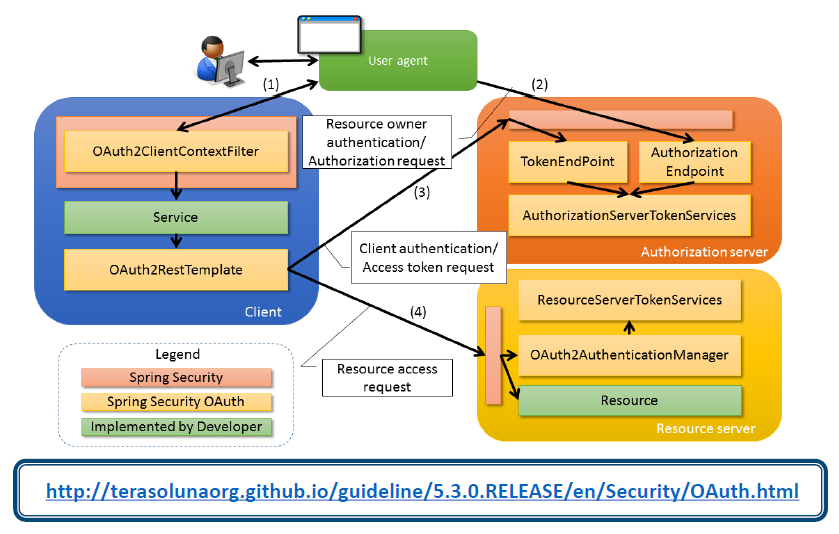 User agent
(1)
(2)
Resource owner
authentication/
Authorization request
OAuth2ClientContextFilter
Service
OAuth2RestTemplate
Client
(3)
Client authentication/
Access token request
TokenEndPoint
Authorization
Endpoint
AuthorizationServerTokenServices
Authorization server
(4)
Resource access
request
ResourceServerTokenServices
OAuth2AuthenticationManager
Resource
Resource server
Legend
Spring Security
Spring Security OAuth
Implemented by Developer
http://terasolunaorg.github.io/guideline/5.3.0.RELEASE/en/Security/OAuth.html